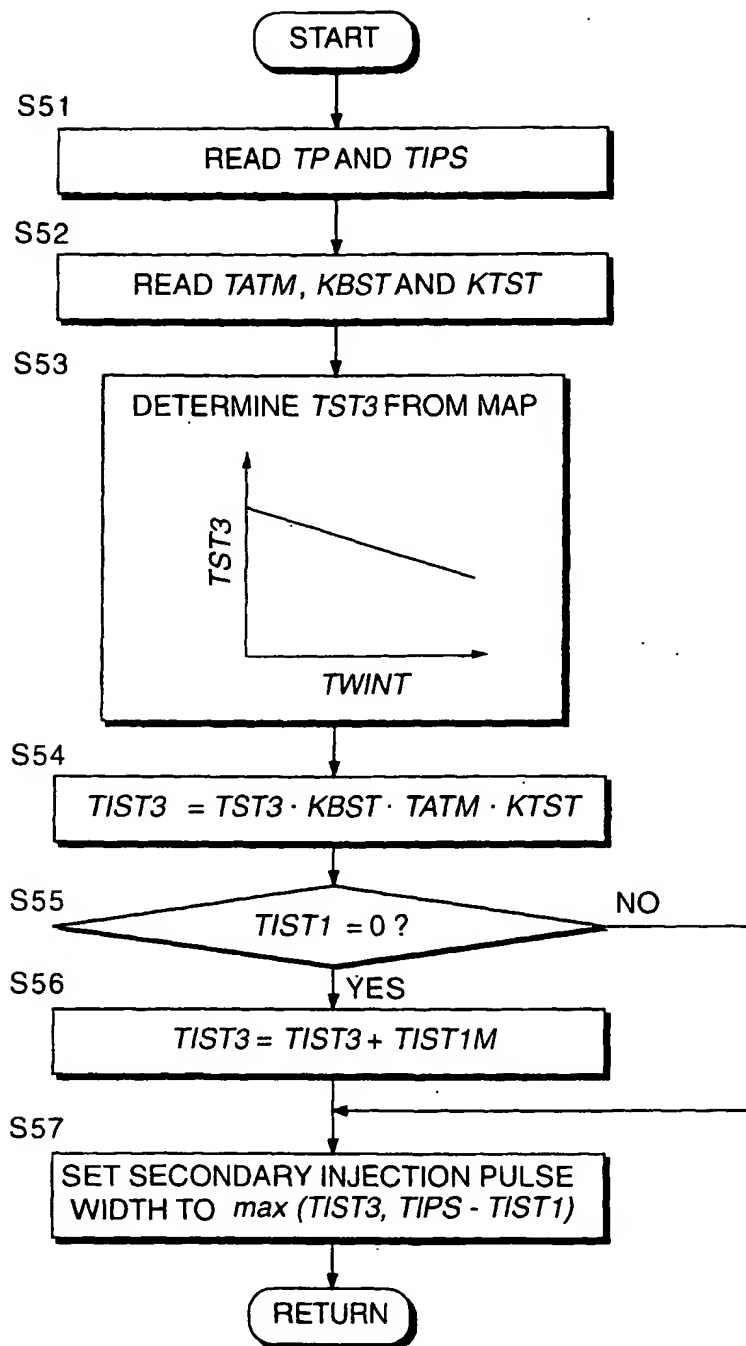 START
S51
READ TP AND TIPS
S52
READ TATM, KBST AND KTST
S53
DETERMINE TST3 FROM MAP
TST3
TWINT
S54
TIST3 = TST3 · KBST · TATM · KTST
S55
TIST1 = 0 ?
NO
YES
S56
TIST3 = TIST3 + TIST1M
S57
SET SECONDARY INJECTION PULSE
WIDTH TO max (TIST3, TIPS - TIST1)
RETURN